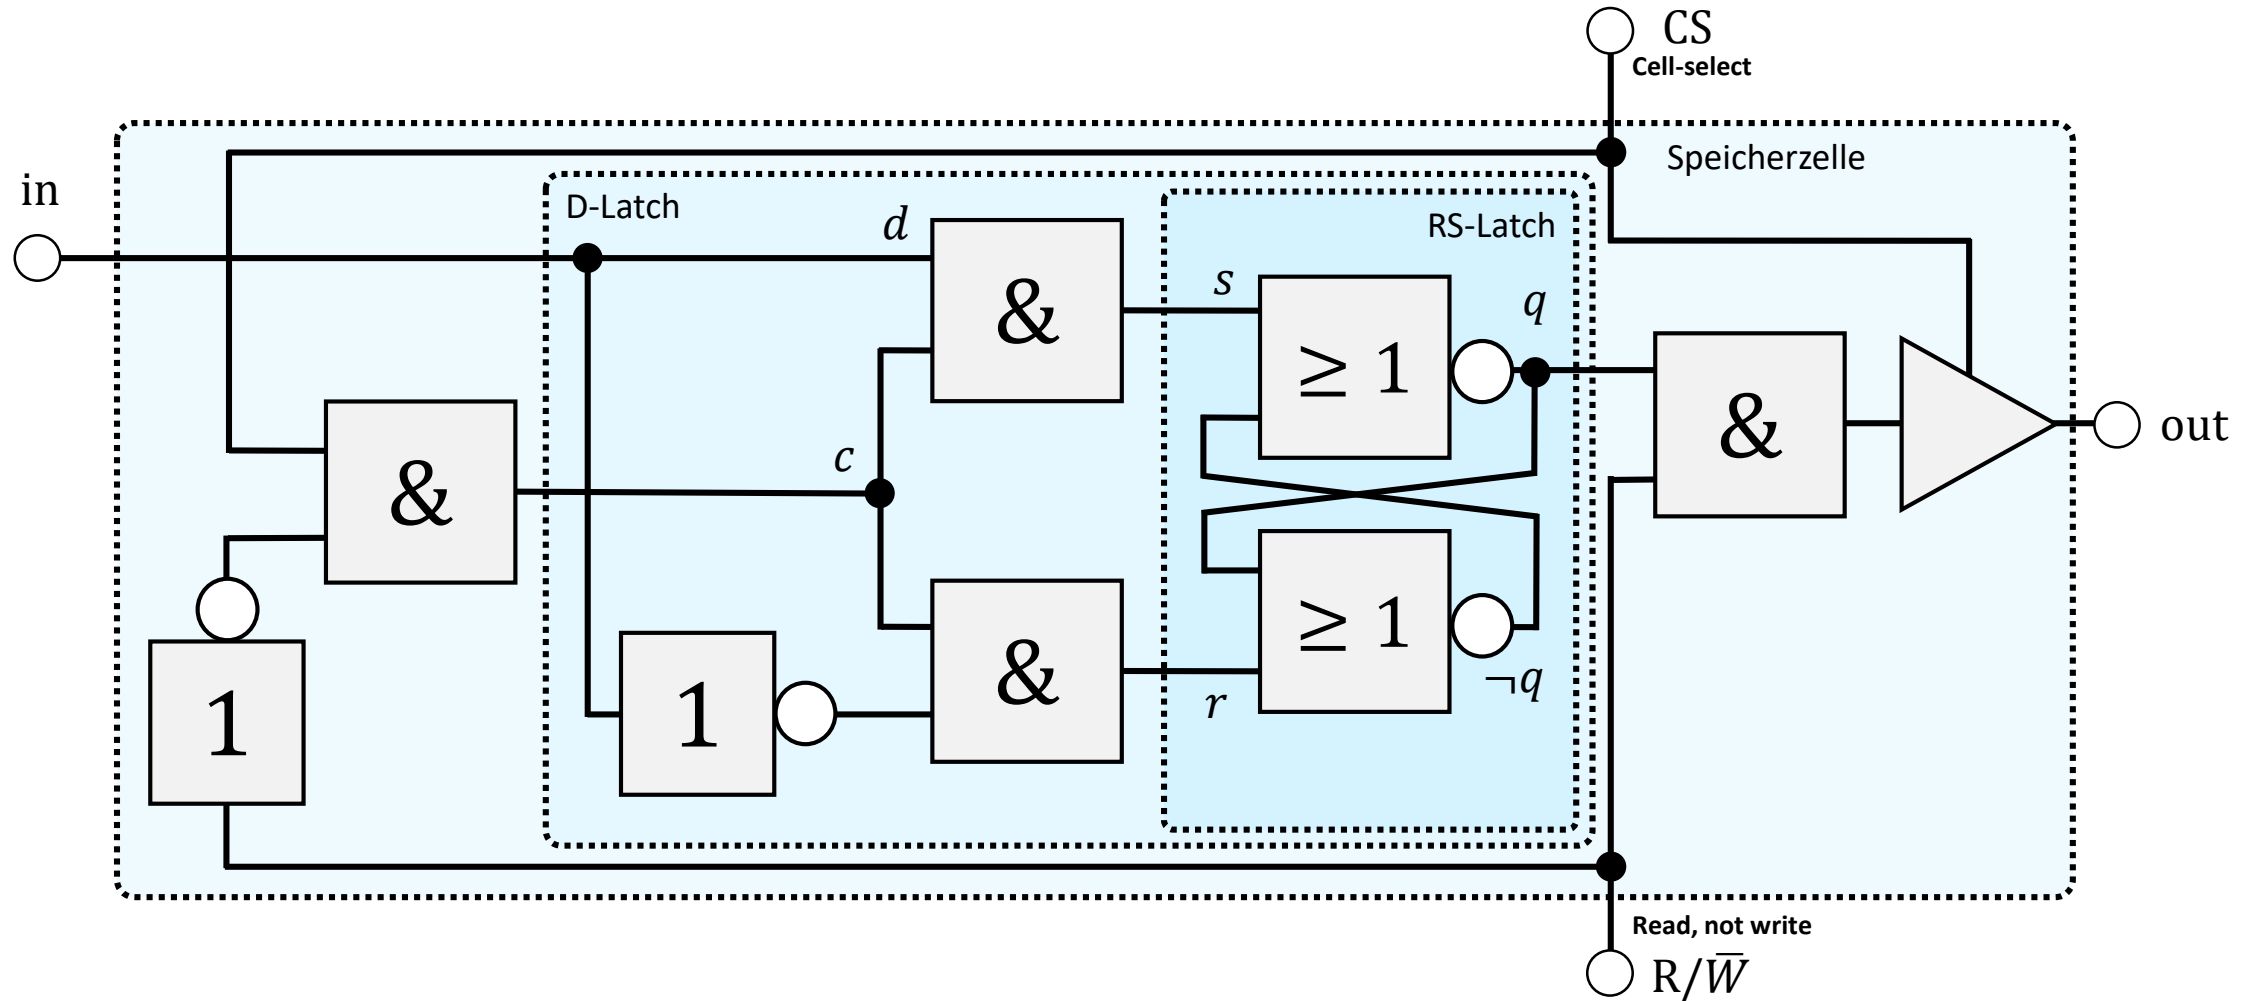 CS
Cell-select
Speicherzelle
in
D-Latch
d
RS-Latch
s
q
&
≥ 1
&
c
&
out
&
≥ 1
1
1
&
r
¬q
Read, not write
R/W̅